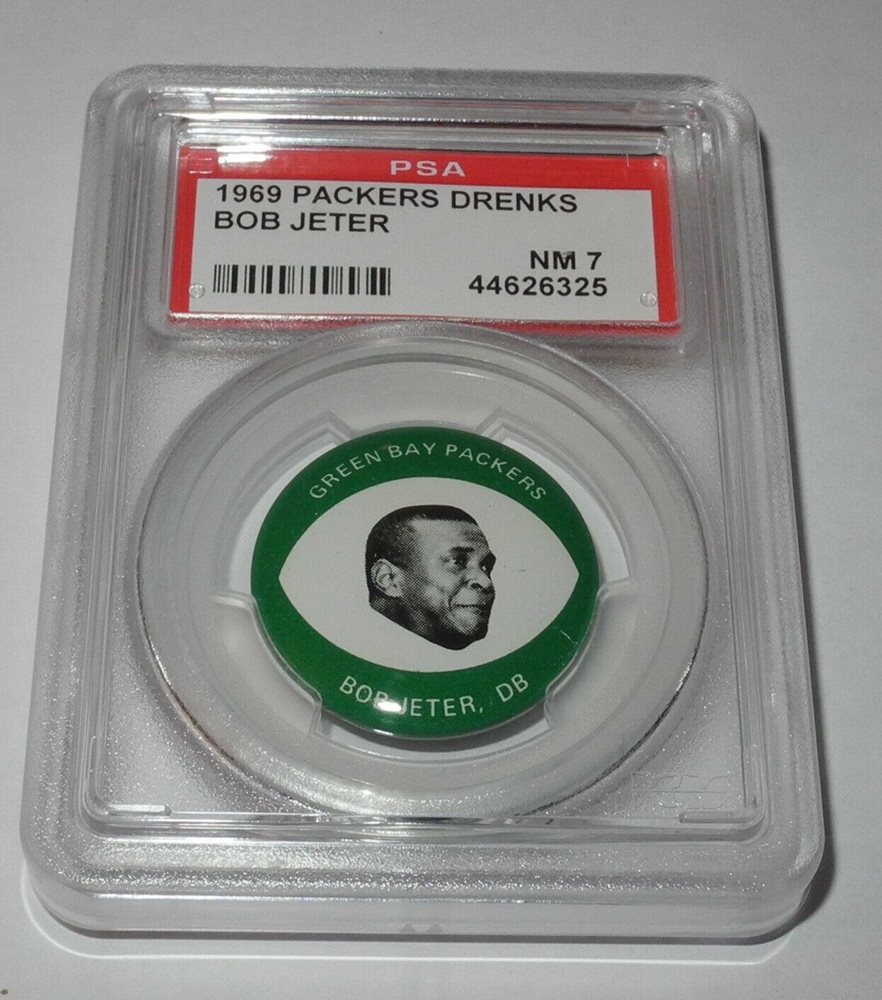 PSA
1969 PACKERS DRENKS
BOB JETER
NM 7
44626325
GREEN BAY PACKERS
BOB JETER, DB